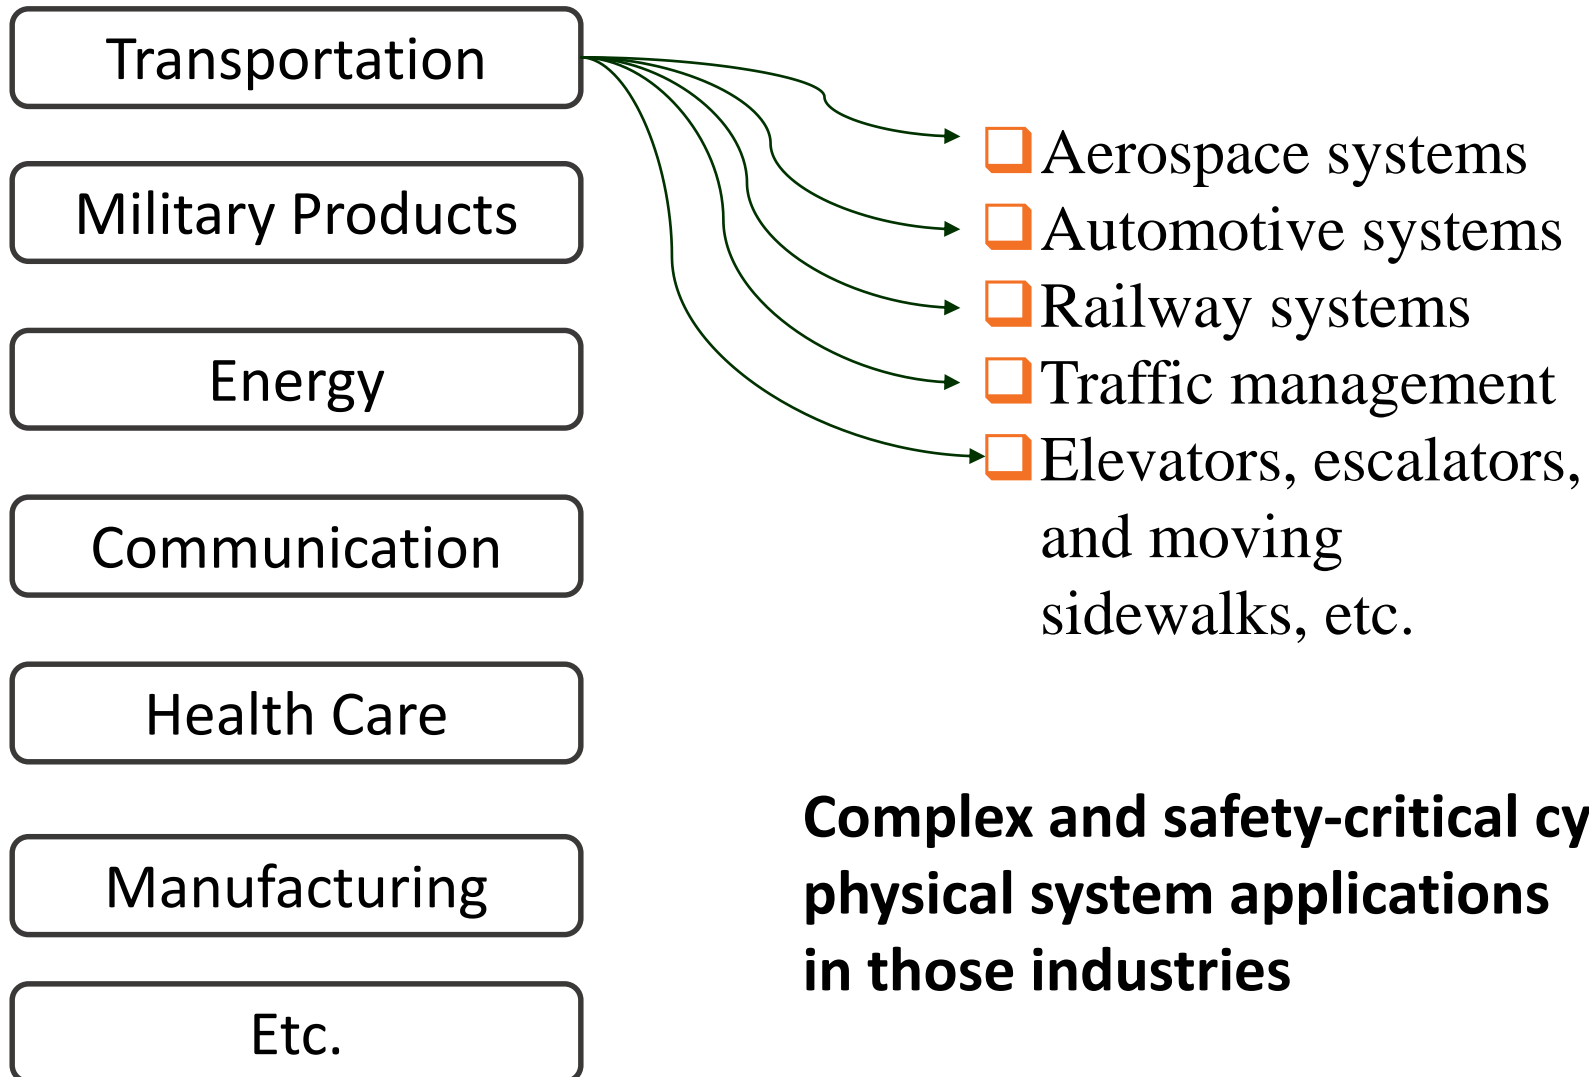 Transportation
Military Products
Energy
Communication
Health Care
Manufacturing
Etc.
Aerospace systems
Automotive systems
Railway systems
Traffic management
Elevators, escalators,
and moving
sidewalks, etc.
Complex and safety-critical cy
physical system applications
in those industries